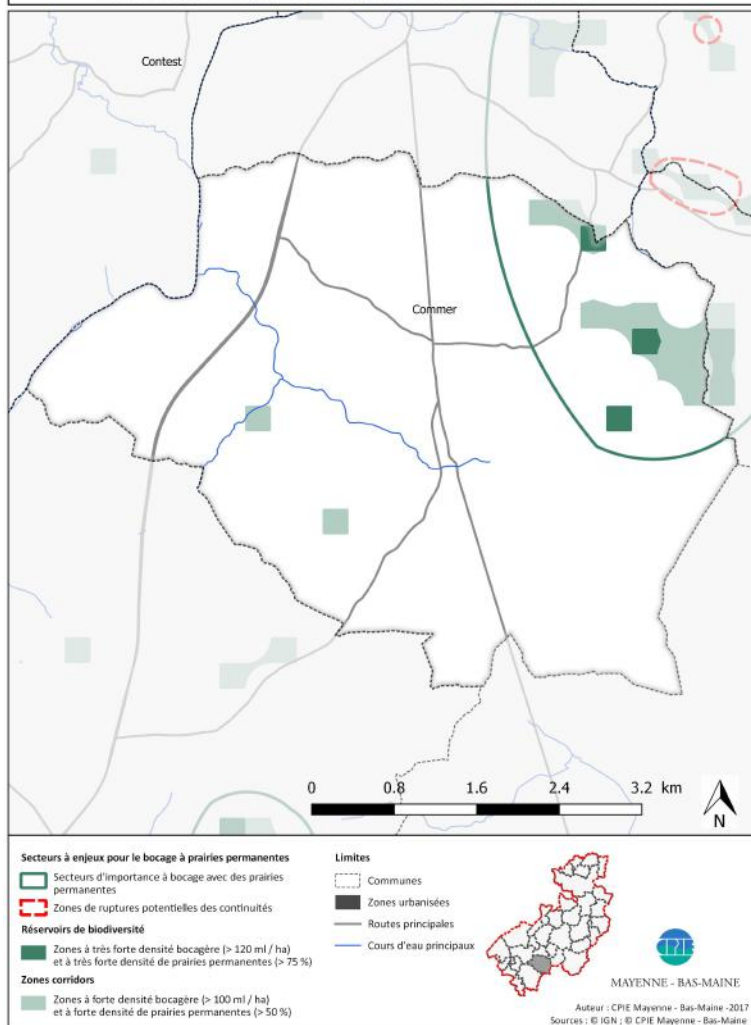 Contest
Commer
0 0.8 1.6 2.4 3.2 km
N
Secteurs à enjeux pour le bocage à prairies permanentes
Secteurs d'importance à bocage avec des prairies
permanentes
Zones de ruptures potentielles des continuités
Réservoirs de biodiversité
Zones à très forte densité bocagère (> 120 ml / ha)
et à très forte densité de prairies permanentes (> 75 %)
Zones corridors
Zones à forte densité bocagère (> 100 ml / ha)
et à forte densité de prairies permanentes (> 50 %)
Limites
Communes
Zones urbanisées
Routes principales
Cours d'eau principaux
CPIE
MAYENNE - BAS-MAINE
Auteur : CPIE Mayenne - Bas-Maine -2017
Sources : © IGN ; © CPIE Mayenne - Bas-Maine